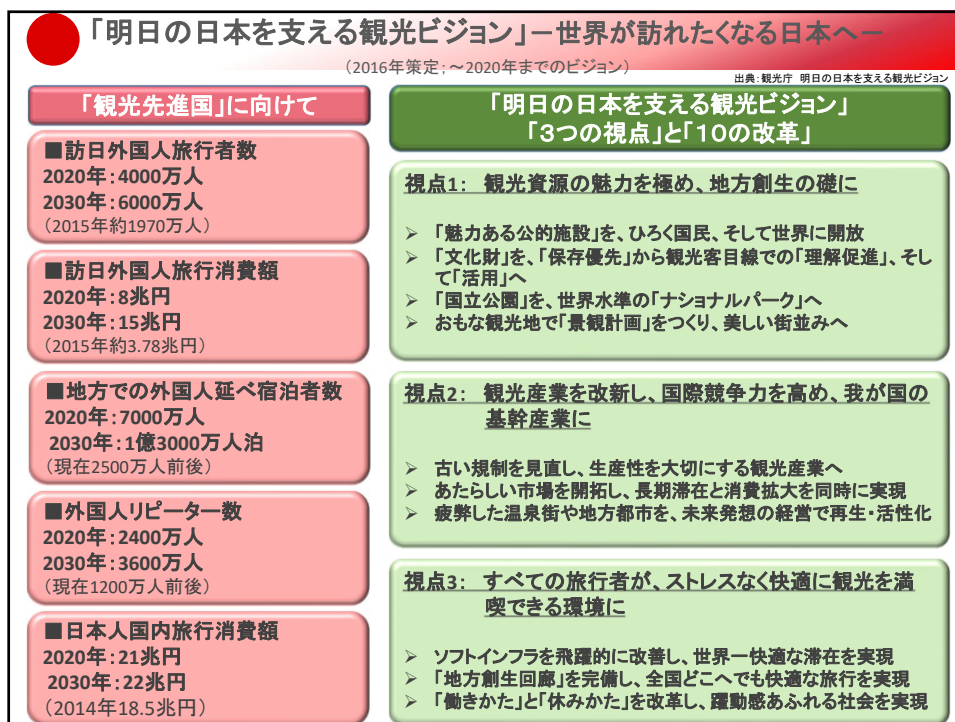 「明日の日本を支える観光ビジョン」－世界が訪れたくなる日本へ－
（2016年策定；～2020年までのビジョン）
出典：観光庁 明日の日本を支える観光ビジョン
「観光先進国」に向けて
■訪日外国人旅行者数
2020年：4000万人
2030年：6000万人
（2015年約1970万人）
■訪日外国人旅行消費額
2020年：8兆円
2030年：15兆円
（2015年約3.78兆円）
■地方での外国人延べ宿泊者数
2020年：7000万人
2030年：1億3000万人泊
（現在2500万人前後）
■外国人リピーター数
2020年：2400万人
2030年：3600万人
（現在1200万人前後）
■日本人国内旅行消費額
2020年：21兆円
2030年：22兆円
（2014年18.5兆円）
「明日の日本を支える観光ビジョン」
「３つの視点」と「１０の改革」
視点1： 観光資源の魅力を極め、地方創生の礎に
➢ 「魅力ある公的施設」を、ひろく国民、そして世界に開放
➢ 「文化財」を、「保存優先」から観光客目線での「理解促進」、そし
て「活用」へ
➢ 「国立公園」を、世界水準の「ナショナルパーク」へ
➢ おもな観光地で「景観計画」をつくり、美しい街並みへ
視点2： 観光産業を改新し、国際競争力を高め、我が国の
基幹産業に
➢ 古い規制を見直し、生産性を大切にする観光産業へ
➢ あたらしい市場を開拓し、長期滞在と消費拡大を同時に実現
➢ 疲弊した温泉街や地方都市を、未来発想の経営で再生・活性化
視点3： すべての旅行者が、ストレスなく快適に観光を満
喫できる環境に
➢ ソフトインフラを飛躍的に改善し、世界一快適な滞在を実現
➢ 「地方創生回廊」を完備し、全国どこへでも快適な旅行を実現
➢ 「働きかた」と「休みかた」を改革し、躍動感あふれる社会を実現